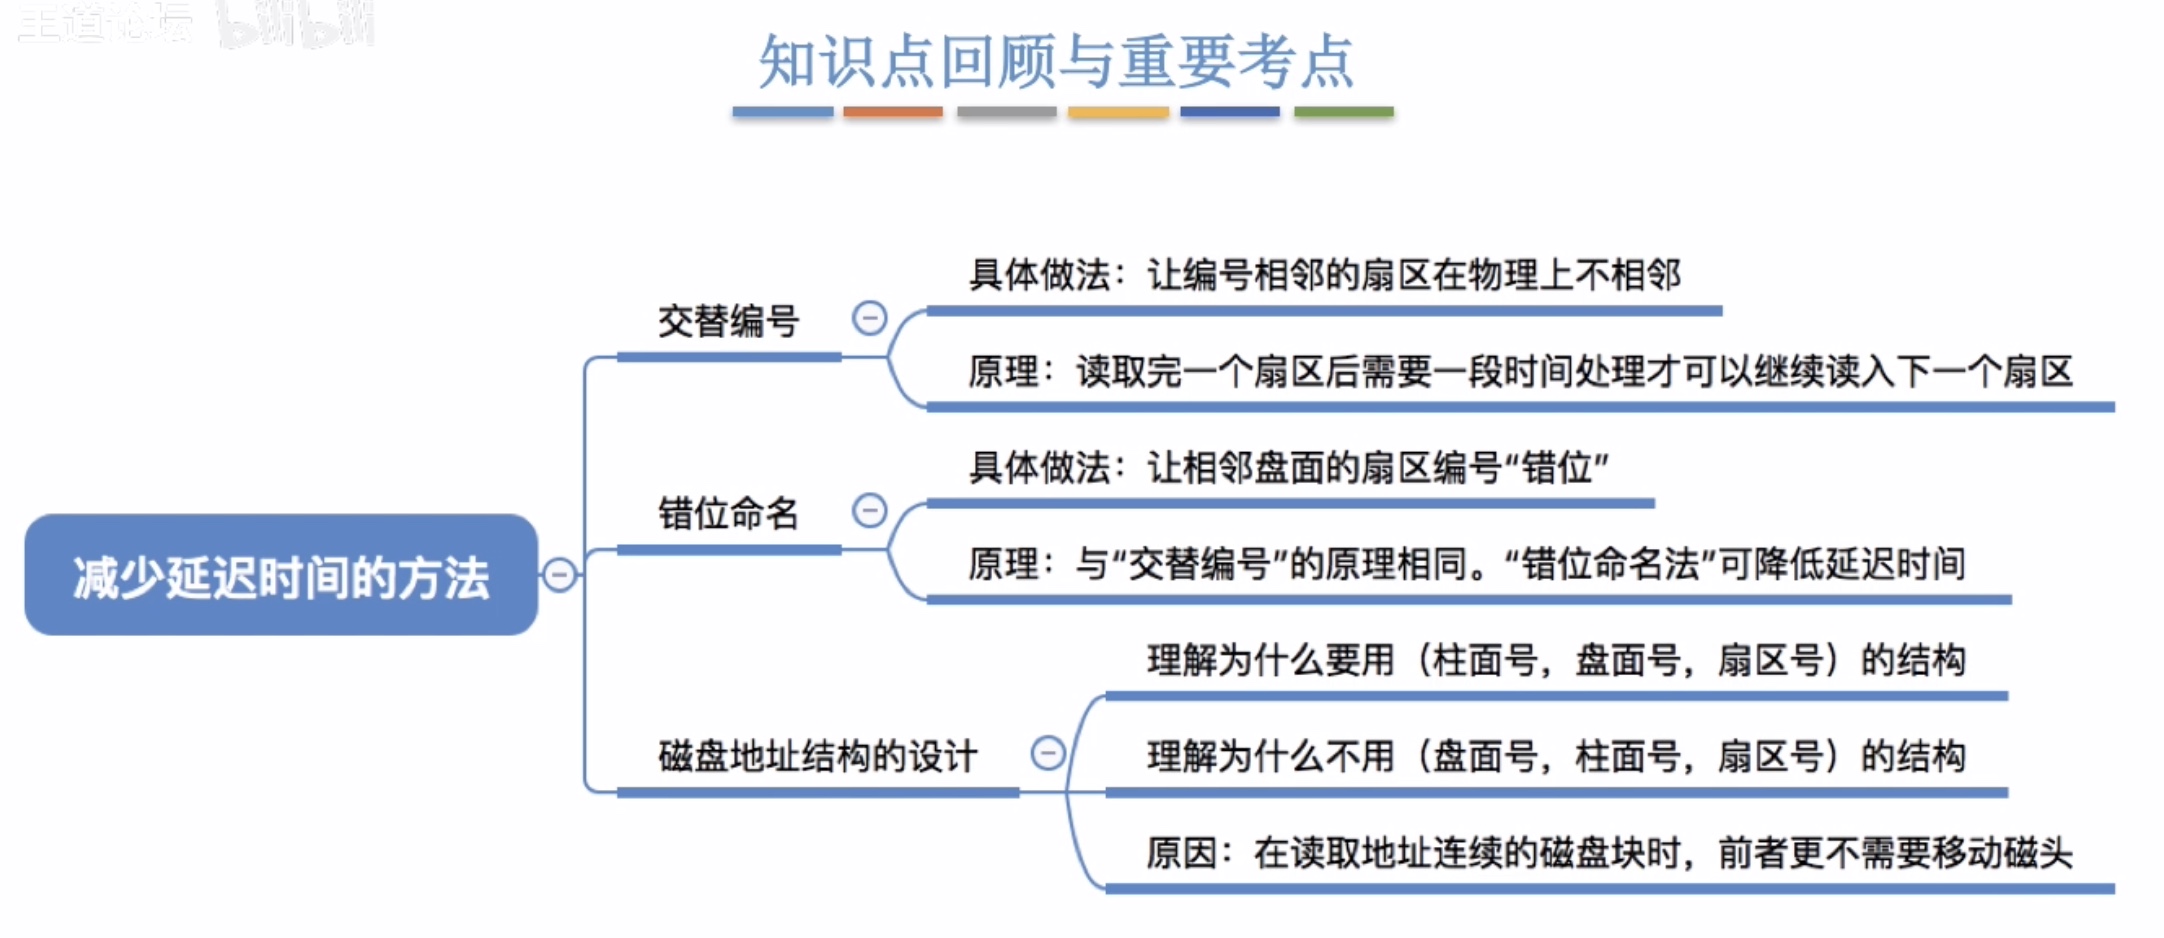 王道论坛 bilibili
知识点回顾与重要考点
具体做法：让编号相邻的扇区在物理上不相邻
交替编号
原理：读取完一个扇区后需要一段时间处理才可以继续读入下一个扇区
具体做法：让相邻盘面的扇区编号“错位”
错位命名
原理：与“交替编号”的原理相同。“错位命名法”可降低延迟时间
减少延迟时间的方法
理解为什么要用（柱面号，盘面号，扇区号）的结构
磁盘地址结构的设计
理解为什么不用（盘面号，柱面号，扇区号）的结构
原因：在读取地址连续的磁盘块时，前者更不需要移动磁头